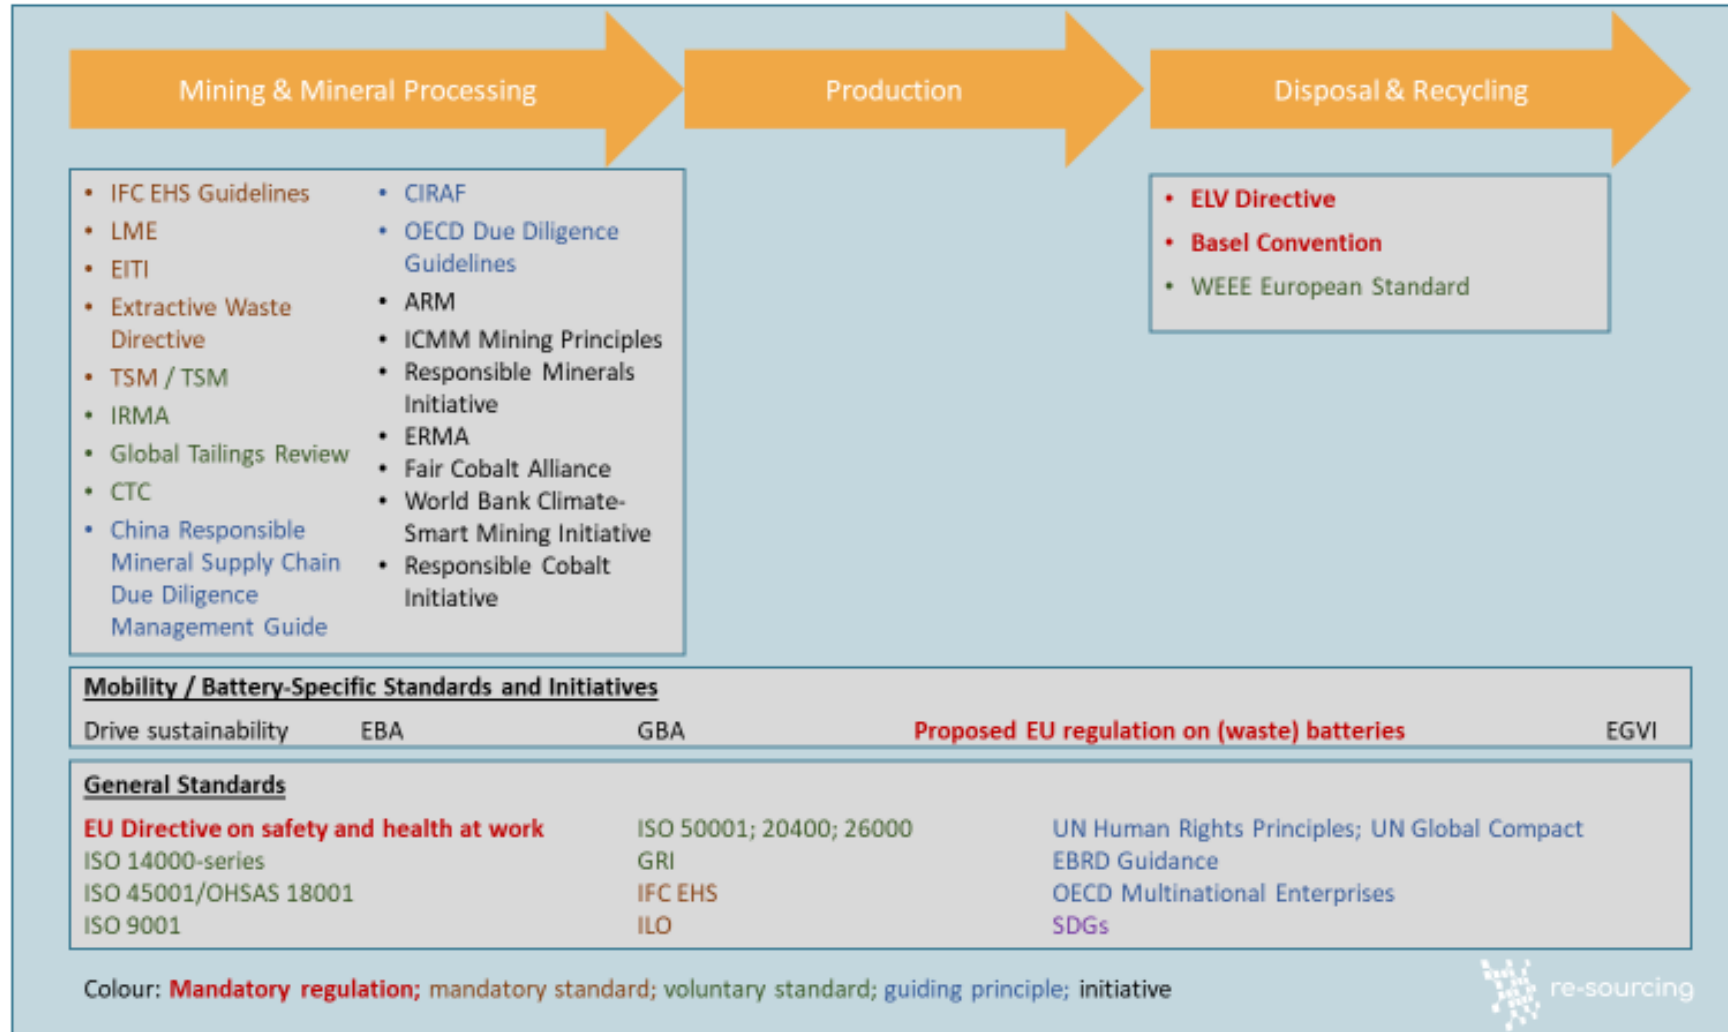 Mining & Mineral Processing
Production
Disposal & Recycling
• IFC EHS Guidelines
• LME
• EITI
• Extractive Waste
Directive
• TSM / TSM
• IRMA
• Global Tailings Review
• CTC
• China Responsible
Mineral Supply Chain
Due Diligence
Management Guide
• CIRAF
• OECD Due Diligence
Guidelines
• ARM
• ICMM Mining Principles
• Responsible Minerals
Initiative
• ERMA
• Fair Cobalt Alliance
• World Bank Climate-
Smart Mining Initiative
• Responsible Cobalt
Initiative
• ELV Directive
• Basel Convention
• WEEE European Standard
Mobility / Battery-Specific Standards and Initiatives
Drive sustainability EBA GBA Proposed EU regulation on (waste) batteries EGVI
General Standards
EU Directive on safety and health at work
ISO 14000-series
ISO 45001/OHSAS 18001
ISO 9001
ISO 50001; 20400; 26000
GRI
IFC EHS
ILO
UN Human Rights Principles; UN Global Compact
EBRD Guidance
OECD Multinational Enterprises
SDGs
Colour: Mandatory regulation; mandatory standard; voluntary standard; guiding principle; initiative
re-sourcing